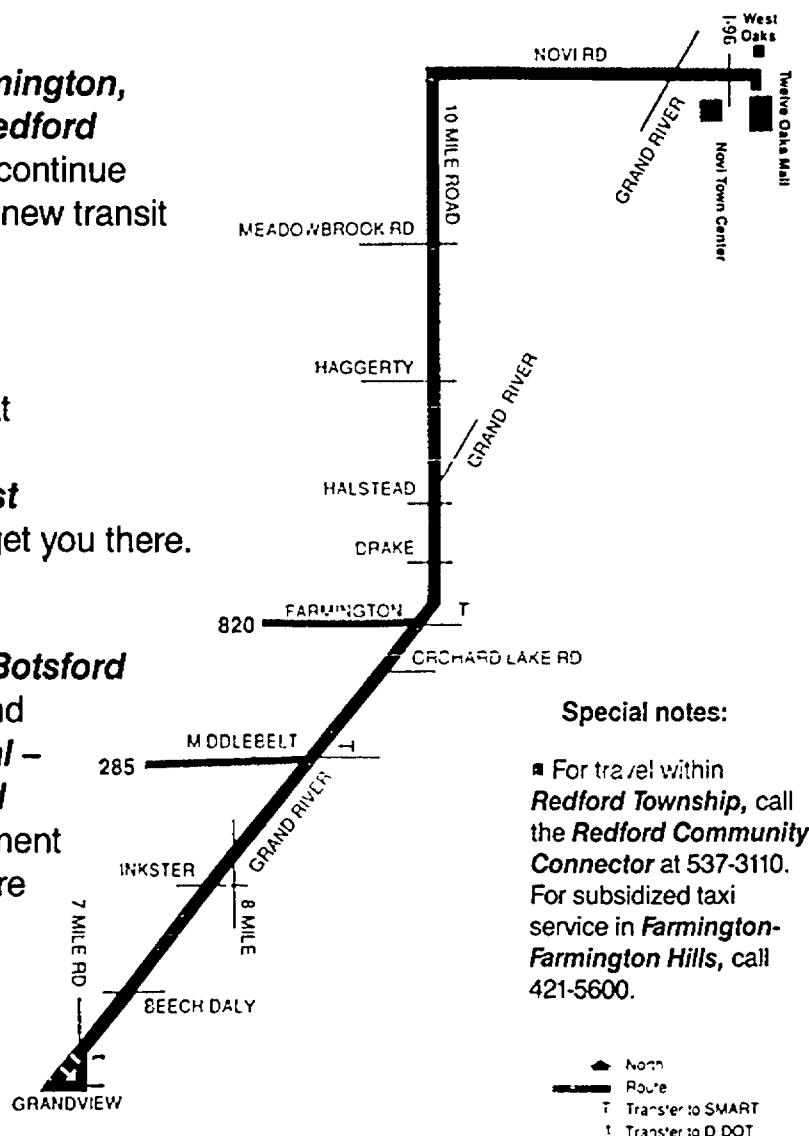 mington,
edford
continue
new transit
t
st
get you there.
Botsford
nd
al –
d
ment
re
West
Oaks
I-96
Twelve Oaks Mall
NOVI RD
GRAND RIVER
Novi Town Center
10 MILE ROAD
MEADOWBROOK RD
HAGGERTY
GRAND RIVER
HALSTEAD
DRAKE
FARMINGTON
T
820
ORCHARD LAKE RD
MIDDLEBELT
T
285
GRAND RIVER
INKSTER
8 MILE
7 MILE RD
BEECH DALY
GRANDVIEW
Special notes:
For travel within
Redford Township, call
the Redford Community
Connector at 537-3110.
For subsidized taxi
service in Farmington-
Farmington Hills, call
421-5600.
North
Route
T Transfer to SMART
t Transfer to D DOT